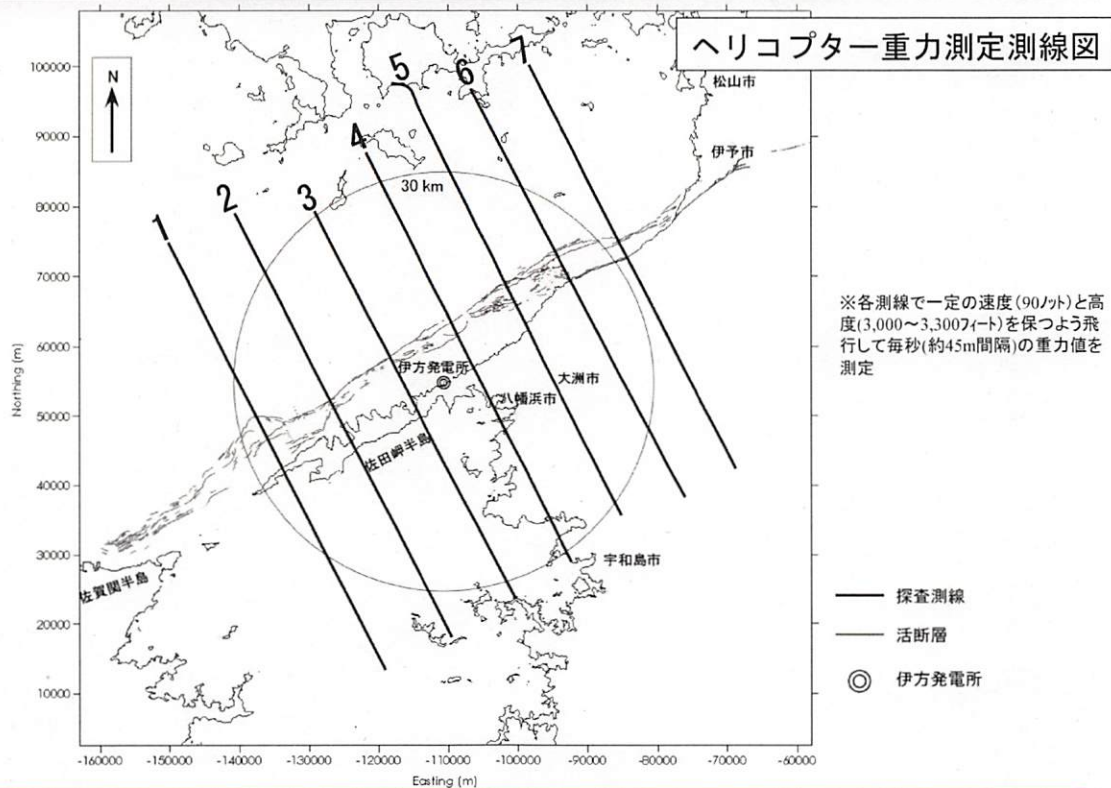 ヘリコプター重力測定測線図
N
100000
90000
80000
70000
60000
50000
40000
30000
20000
10000
Northing (m)
1
2
3
4
5
6
7
30 km
松山市
伊予市
伊方発電所
大洲市
八幡浜市
佐田岬半島
宇和島市
佐賀関半島
-160000
-150000
-140000
-130000
-120000
-110000
-100000
-90000
-80000
-70000
-60000
Easting (m)
※各測線で一定の速度(90ノット)と高
度(3,000～3,300フィート)を保つよう飛
行して毎秒(約45m間隔)の重力値を
測定
探査測線
活断層
伊方発電所